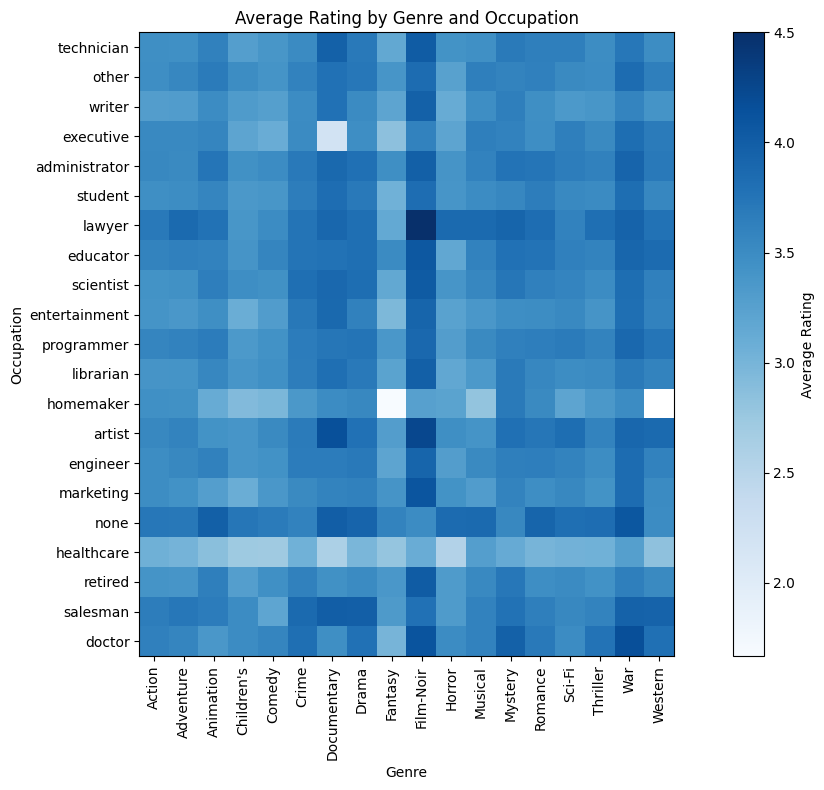 Average Rating by Genre and Occupation
Occupation
technician
other
writer
executive
administrator
student
lawyer
educator
scientist
entertainment
programmer
librarian
homemaker
artist
engineer
marketing
none
healthcare
retired
salesman
doctor
Action
Adventure
Animation
Children's
Comedy
Crime
Documentary
Drama
Fantasy
Film-Noir
Horror
Musical
Mystery
Romance
Sci-Fi
Thriller
War
Western
Genre
4.5
4.0
3.5
3.0
2.5
2.0
Average Rating